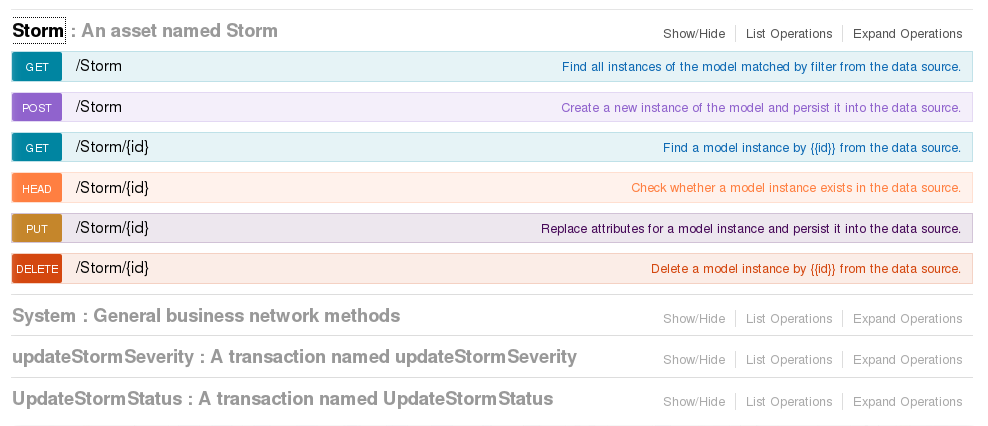 Storm : An asset named Storm Show/Hide List Operations Expand Operations
GET /Storm Find all instances of the model matched by filter from the data source.
POST /Storm Create a new instance of the model and persist it into the data source.
GET /Storm/{id} Find a model instance by {{id}} from the data source.
HEAD /Storm/{id} Check whether a model instance exists in the data source.
PUT /Storm/{id} Replace attributes for a model instance and persist it into the data source.
DELETE /Storm/{id} Delete a model instance by {{id}} from the data source.
System : General business network methods Show/Hide List Operations Expand Operations
updateStormSeverity : A transaction named updateStormSeverity Show/Hide List Operations Expand Operations
UpdateStormStatus : A transaction named UpdateStormStatus Show/Hide List Operations Expand Operations